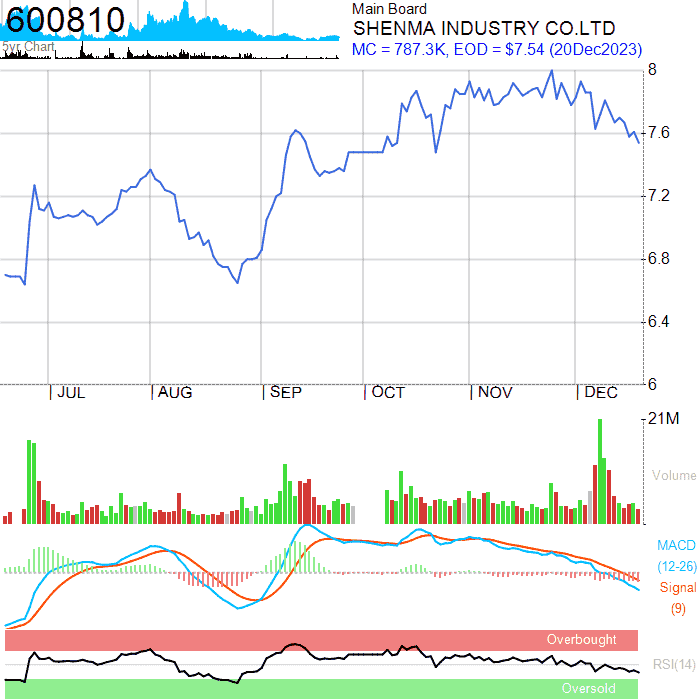 600810
5yr Chart
Main Board
SHENMA INDUSTRY CO.LTD
MC = 787.3K, EOD = $7.54 (20Dec2023)
8
7.6
7.2
6.8
6.4
6
JUL AUG SEP OCT NOV DEC
21M
Volume
MACD
(12-26)
Signal
(9)
Overbought
RSI(14)
Oversold